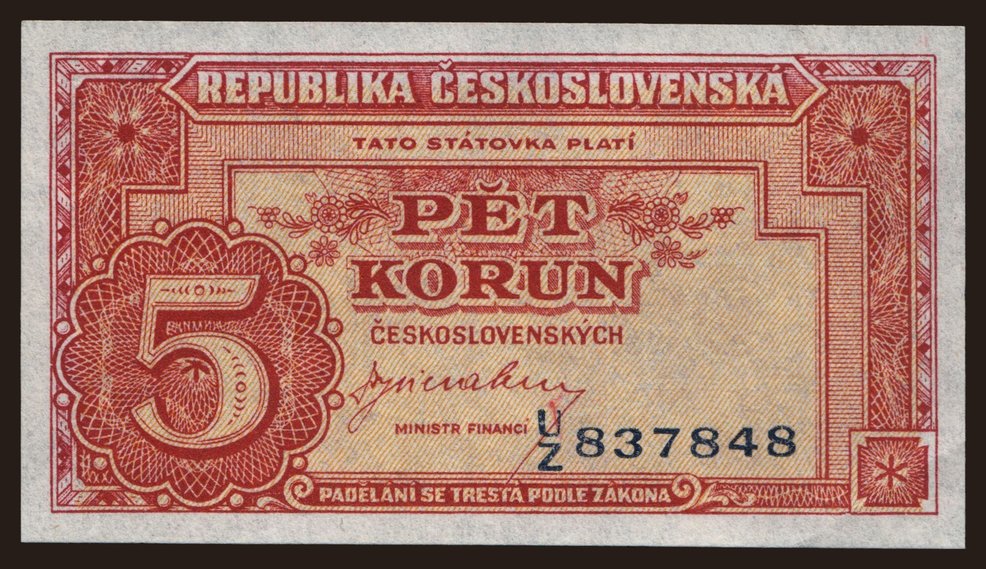 REPUBLIKA ČESKOSLOVENSKÁ
TATO STÁTOVKA PLATÍ
PĚT
KORUN
ČESKOSLOVENSKÝCH
5
MINISTR FINANCÍ
U/Z 837848
PADĚLÁNÍ SE TRESTÁ PODLE ZÁKONA